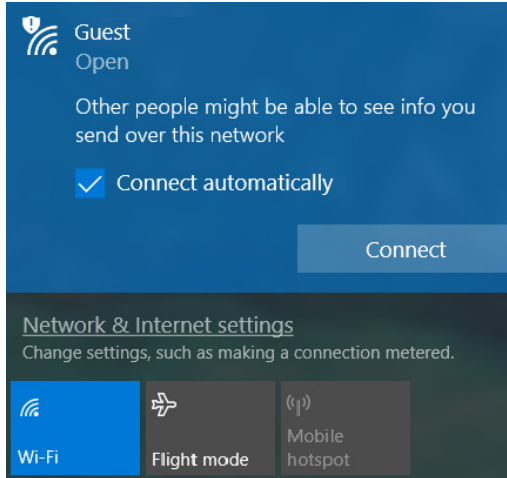 Guest
Open
Other people might be able to see info you
send over this network
Connect automatically
Connect
Network & Internet settings
Change settings, such as making a connection metered.
Wi-Fi
Flight mode
Mobile
hotspot